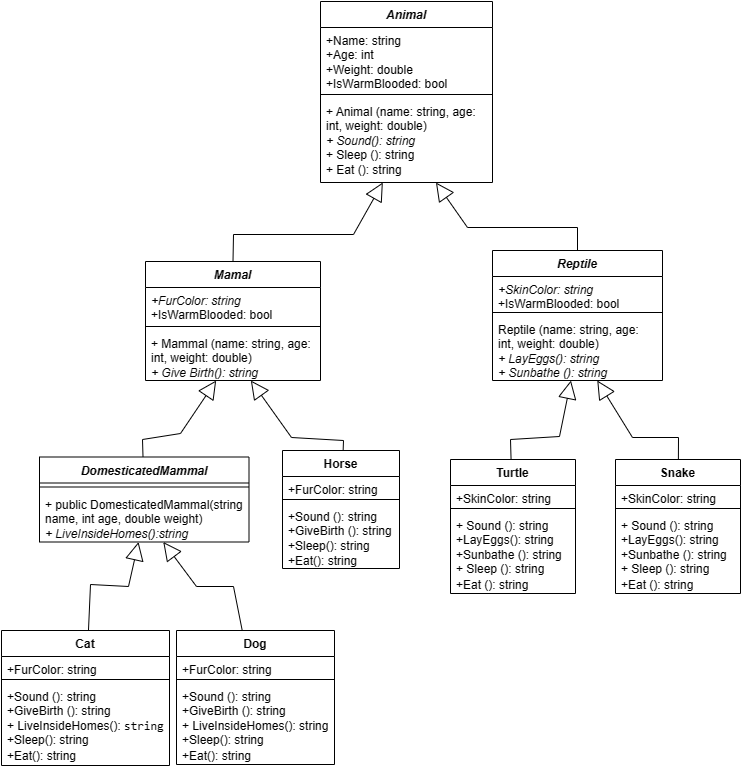 Animal
+Name: string
+Age: int
+Weight: double
+IsWarmBlooded: bool
+ Animal (name: string, age:
int, weight: double)
+ Sound(): string
+ Sleep (): string
+ Eat (): string
Mamal
+FurColor: string
+IsWarmBlooded: bool
+ Mammal (name: string, age:
int, weight: double)
+ Give Birth(): string
Reptile
+SkinColor: string
+IsWarmBlooded: bool
Reptile (name: string, age:
int, weight: double)
+ LayEggs(): string
+ Sunbathe (): string
DomesticatedMammal
+ public DomesticatedMammal(string
name, int age, double weight)
+ LiveInsideHomes():string
Horse
+FurColor: string
+Sound (): string
+GiveBirth (): string
+Sleep(): string
+Eat(): string
Turtle
+SkinColor: string
+ Sound (): string
+LayEggs(): string
+Sunbathe (): string
+ Sleep (): string
+Eat (): string
Snake
+SkinColor: string
+ Sound (): string
+LayEggs(): string
+Sunbathe (): string
+ Sleep (): string
+Eat (): string
Cat
+FurColor: string
+Sound (): string
+GiveBirth (): string
+ LiveInsideHomes(): string
+Sleep(): string
+Eat(): string
Dog
+FurColor: string
+Sound (): string
+GiveBirth (): string
+ LiveInsideHomes(): string
+Sleep(): string
+Eat(): string